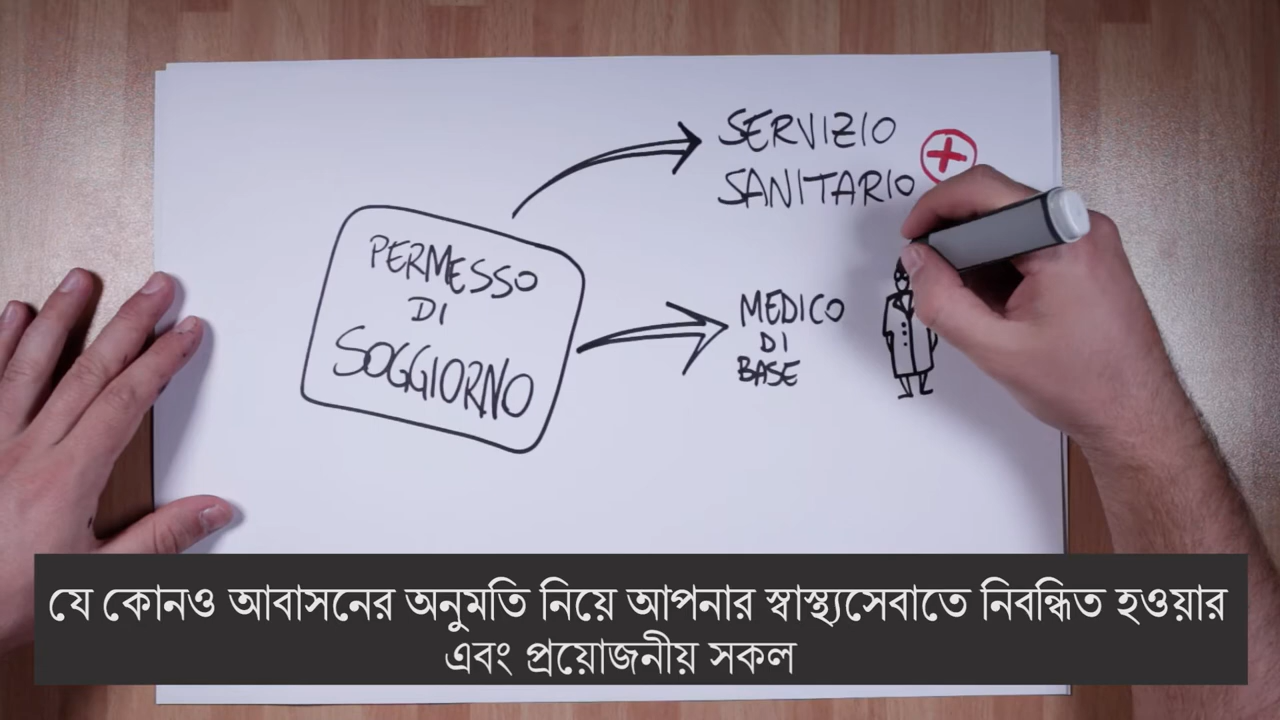 SERVIZIO
SANITARIO
PERMESSO
DI
SOGGIORNO
MEDICO
DI
BASE
যে কোনও আবাসনের অনুমতি নিয়ে আপনার স্বাস্থ্যসেবাতে নিবন্ধিত হওয়ার
এবং প্রয়োজনীয় সকল